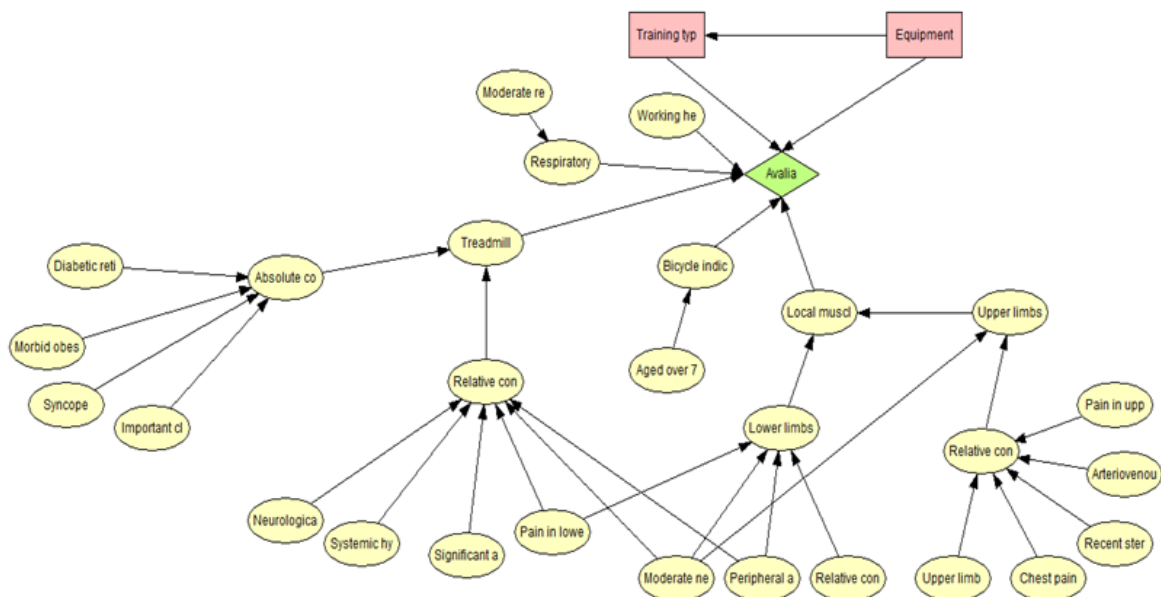 Training typ
Equipment
Moderate re
Working he
Respiratory
Avalia
Treadmill
Diabetic reti
Absolute co
Bicycle indic
Local muscl
Upper limbs
Morbid obes
Aged over 7
Syncope
Relative con
Important cl
Pain in upp
Lower limbs
Relative con
Arteriovenou
Neurologica
Pain in lowe
Systemic hy
Recent ster
Significant a
Moderate ne
Peripheral a
Relative con
Upper limb
Chest pain